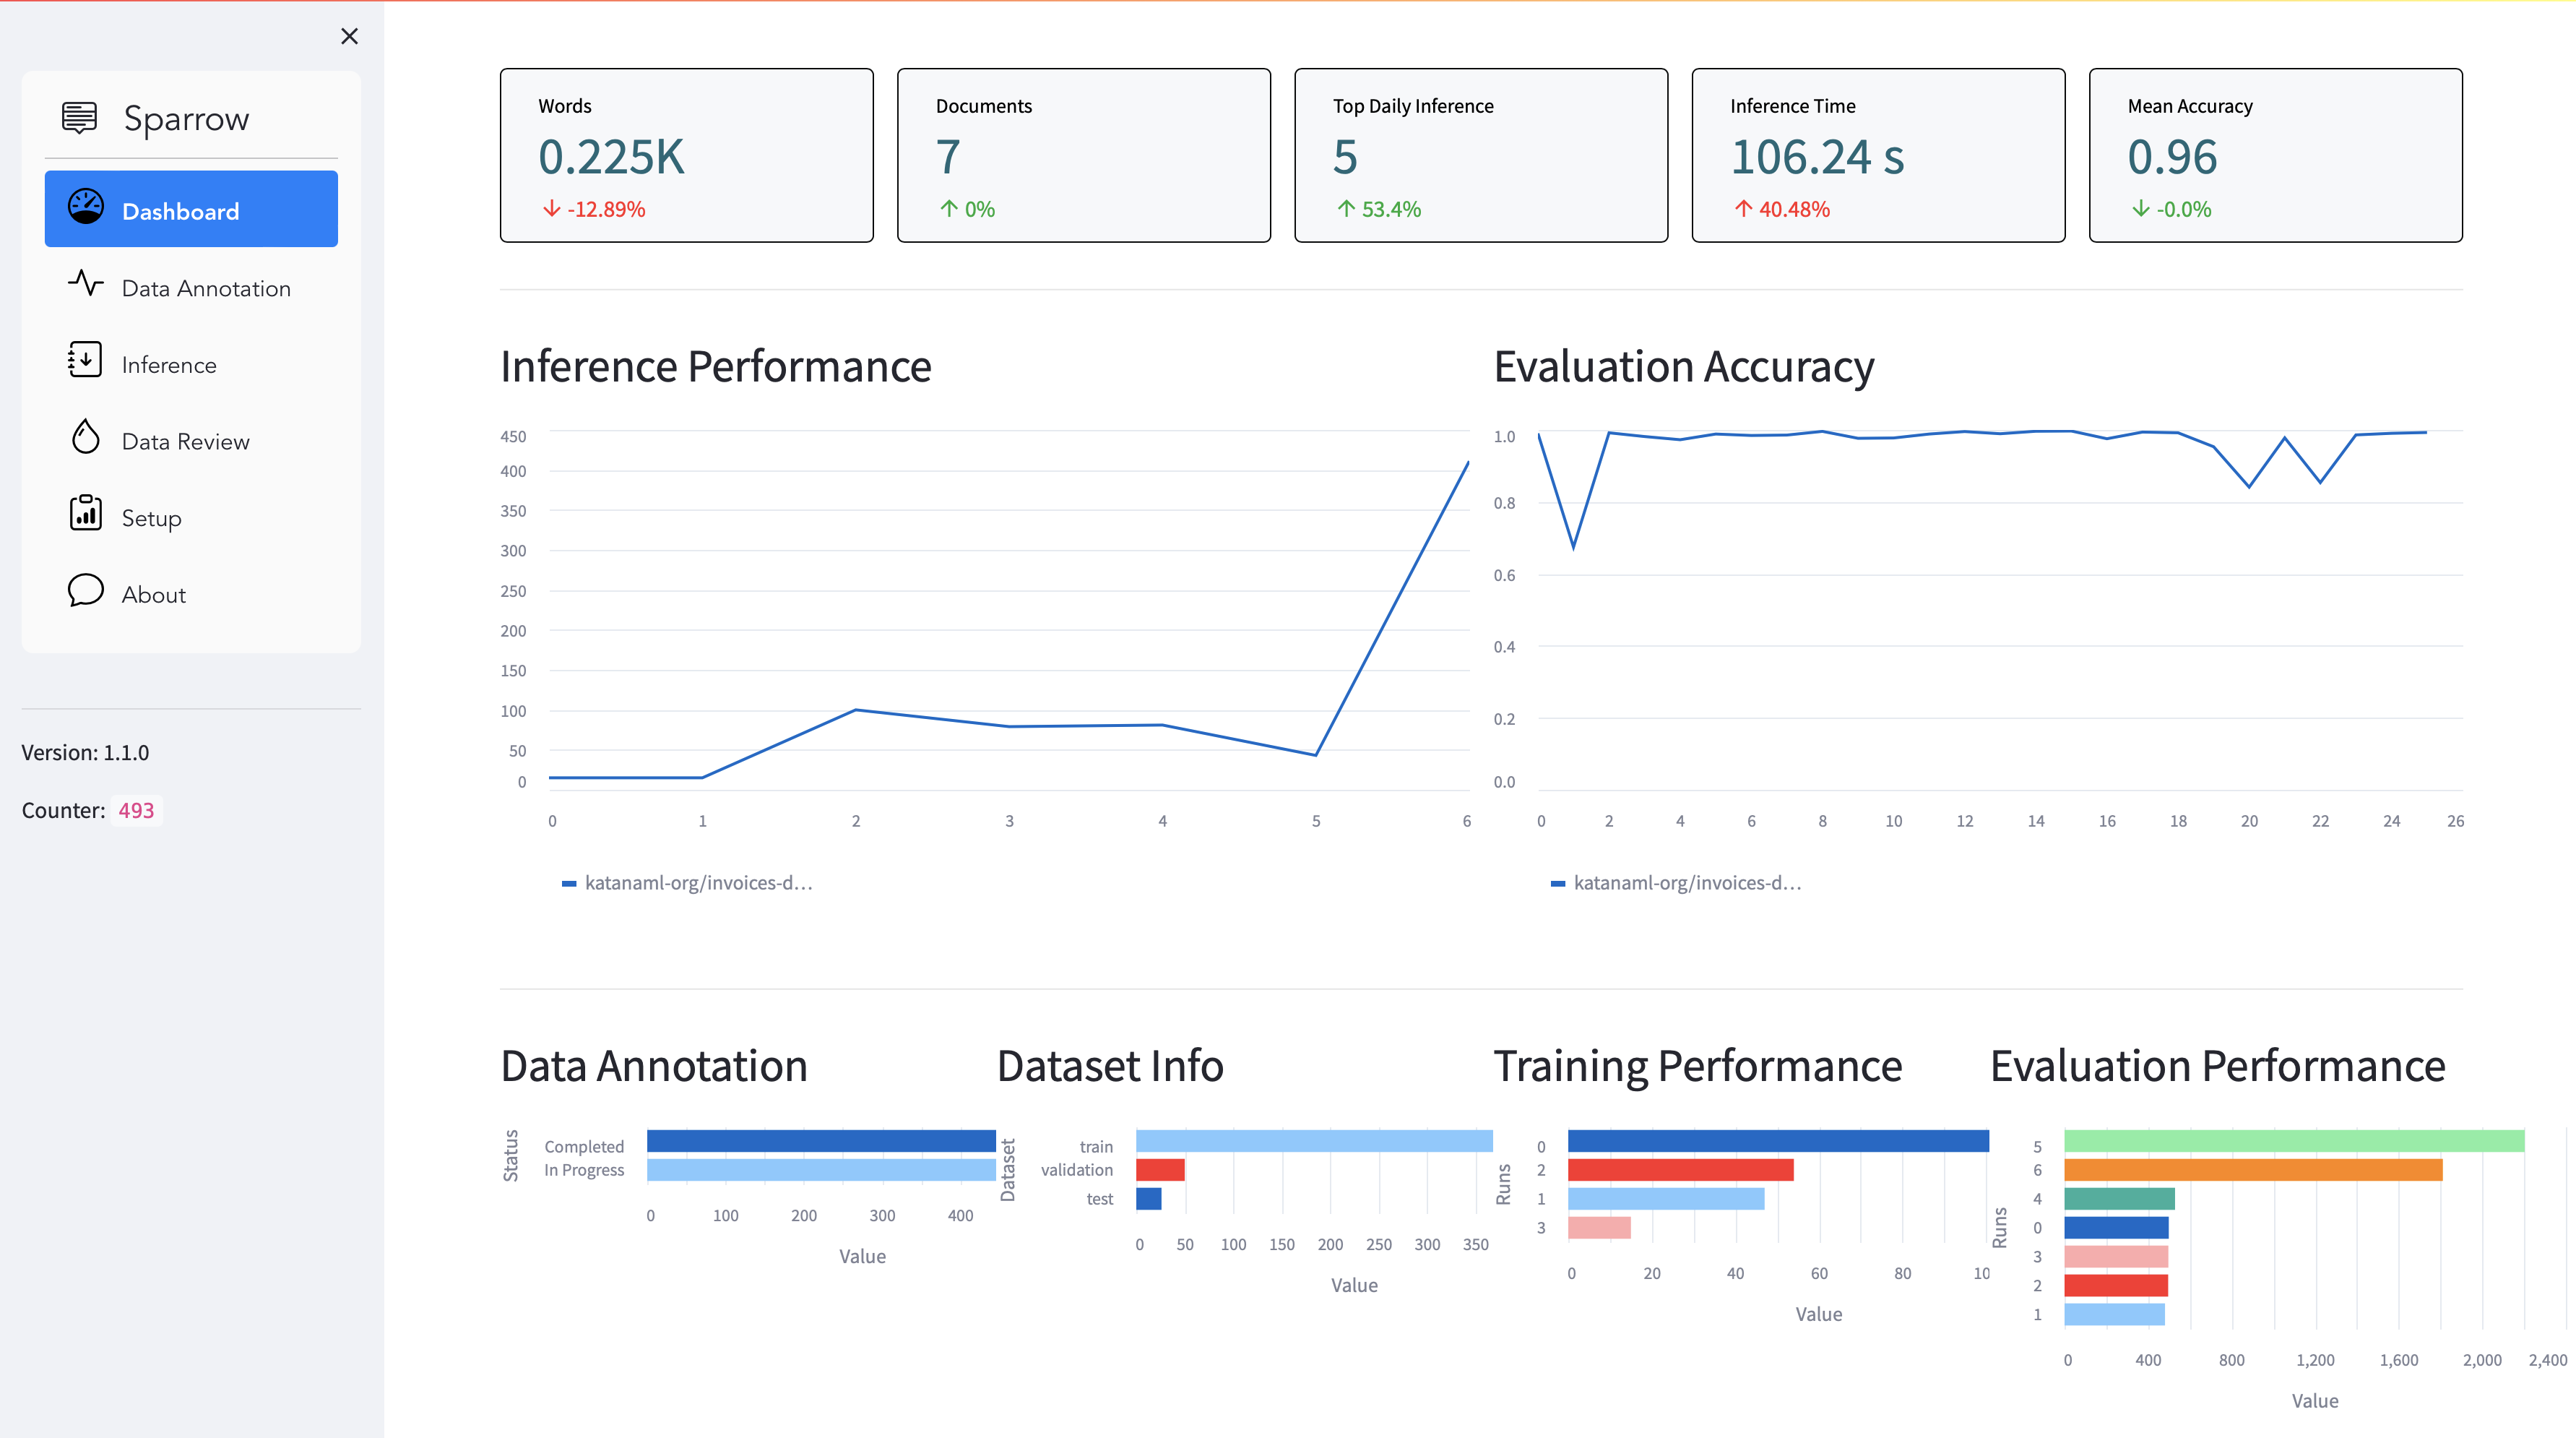 Sparrow
Dashboard
Data Annotation
Inference
Data Review
Setup
About
Version: 1.1.0
Counter: 493
Words
0.225K
-12.89%
Documents
7
0%
Top Daily Inference
5
53.4%
Inference Time
106.24 s
40.48%
Mean Accuracy
0.96
-0.0%
Inference Performance
450
400
350
300
250
200
150
100
50
0
0 1 2 3 4 5 6
katanaml-org/invoices-d...
Evaluation Accuracy
1.0
0.8
0.6
0.4
0.2
0.0
0 2 4 6 8 10 12 14 16 18 20 22 24 26
katanaml-org/invoices-d...
Data Annotation
Status
Completed
In Progress
0 100 200 300 400
Value
Dataset Info
Dataset
train
validation
test
0 50 100 150 200 250 300 350
Value
Training Performance
Runs
0
2
1
3
0 20 40 60 80 10
Value
Evaluation Performance
Runs
5
6
4
0
3
2
1
0 400 800 1,200 1,600 2,000 2,400
Value